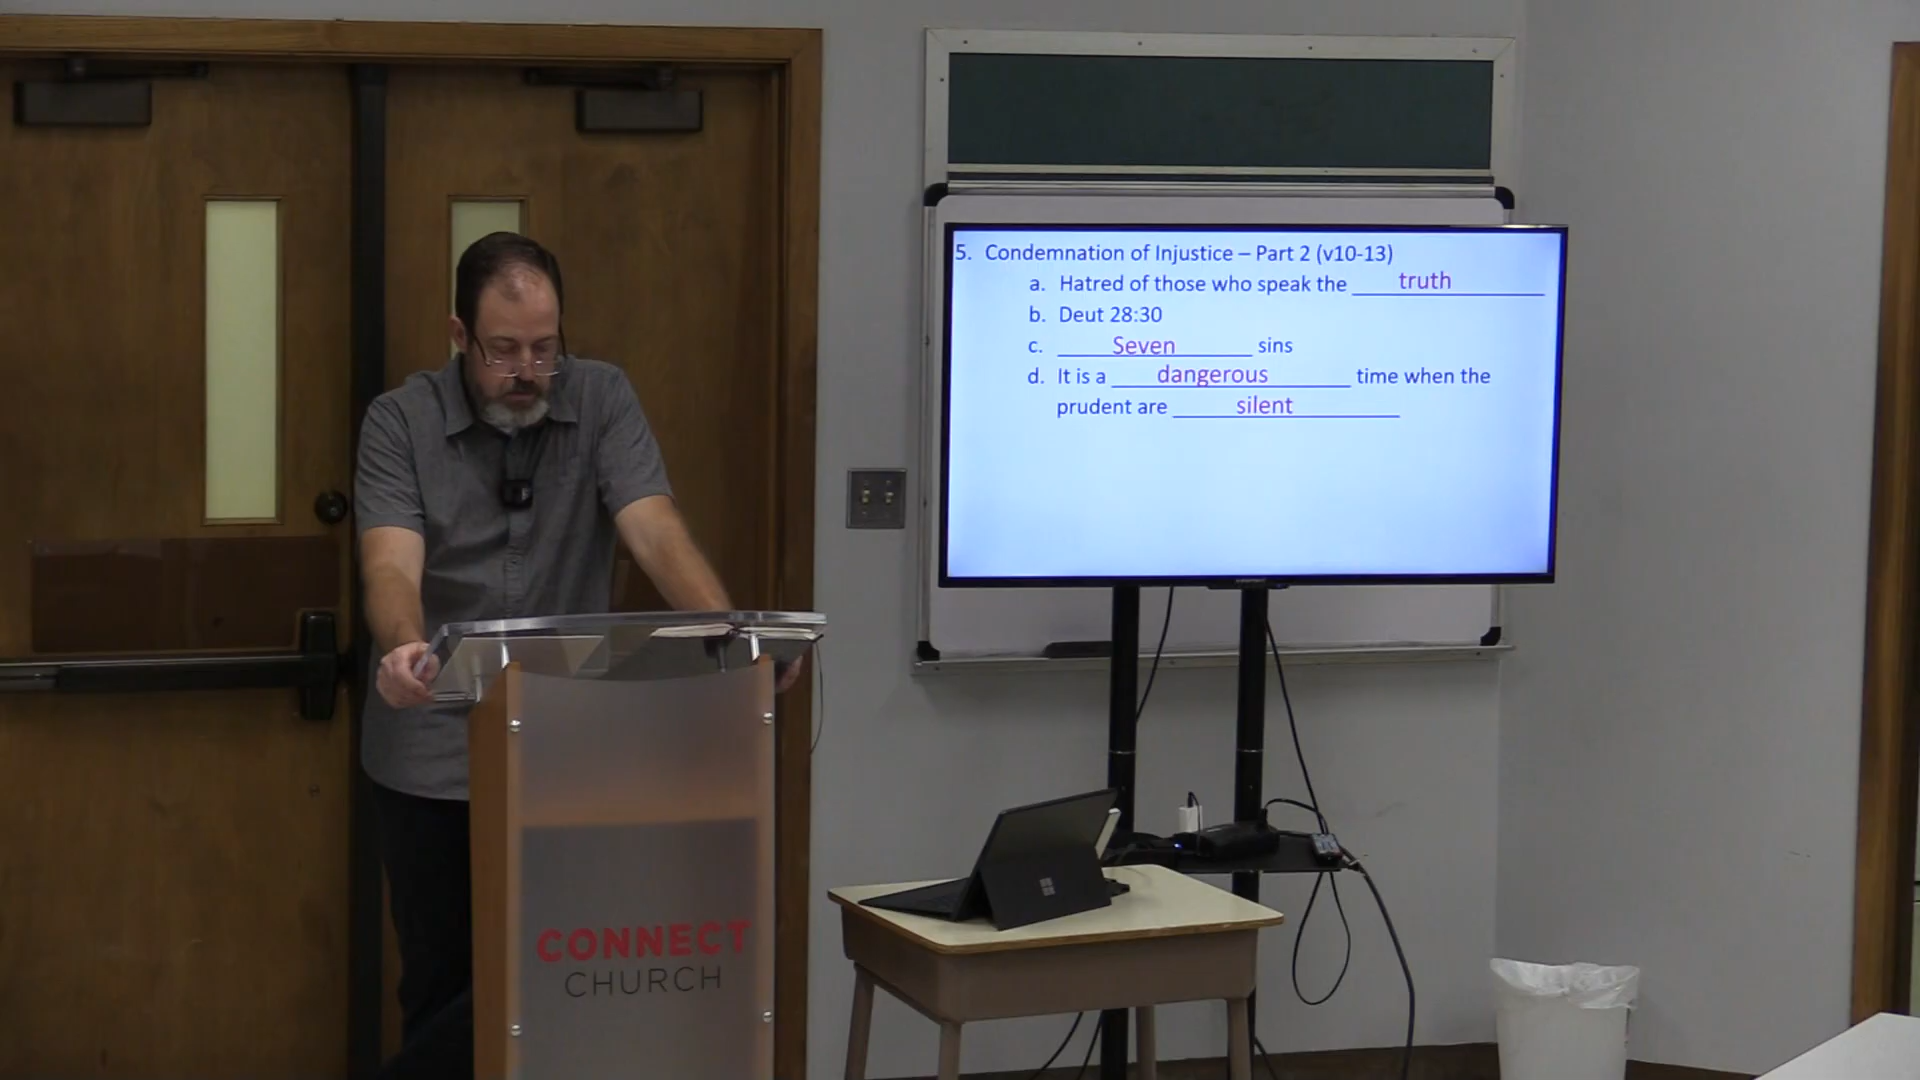 5. Condemnation of Injustice – Part 2 (v10-13)
a. Hatred of those who speak the truth
b. Deut 28:30
c. Seven sins
d. It is a dangerous time when the
prudent are silent
CONNECT
CHURCH